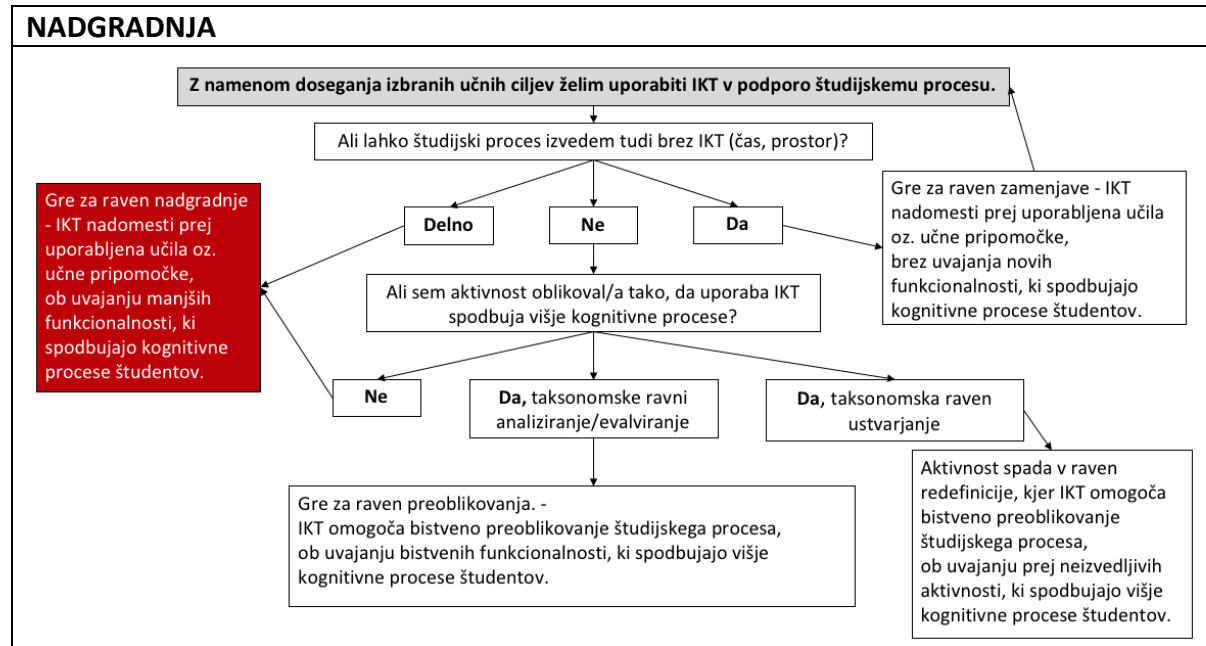 NADGRADNJA
Z namenom doseganja izbranih učnih ciljev želim uporabiti IKT v podporo študijskemu procesu.
Ali lahko študijski proces izvedem tudi brez IKT (čas, prostor)?
Gre za raven nadgradnje
- IKT nadomesti prej
uporabljena učila oz.
učne pripomočke,
ob uvajanju manjših
funkcionalnosti, ki
spodbujajo kognitivne
procese študentov.
Delno
Ne
Da
Gre za raven zamenjave - IKT
nadomesti prej uporabljena učila
oz. učne pripomočke,
brez uvajanja novih
funkcionalnosti, ki spodbujajo
kognitivne procese študentov.
Ali sem aktivnost oblikoval/a tako, da uporaba IKT
spodbuja višje kognitivne procese?
Ne
Da, taksonomske ravni
analiziranje/evalviranje
Da, taksonomska raven
ustvarjanje
Gre za raven preoblikovanja. -
IKT omogoča bistveno preoblikovanje študijskega procesa,
ob uvajanju bistvenih funkcionalnosti, ki spodbujajo višje
kognitivne procese študentov.
Aktivnost spada v raven
redefinicije, kjer IKT omogoča
bistveno preoblikovanje
študijskega procesa,
ob uvajanju prej neizvedljivih
aktivnosti, ki spodbujajo višje
kognitivne procese študentov.